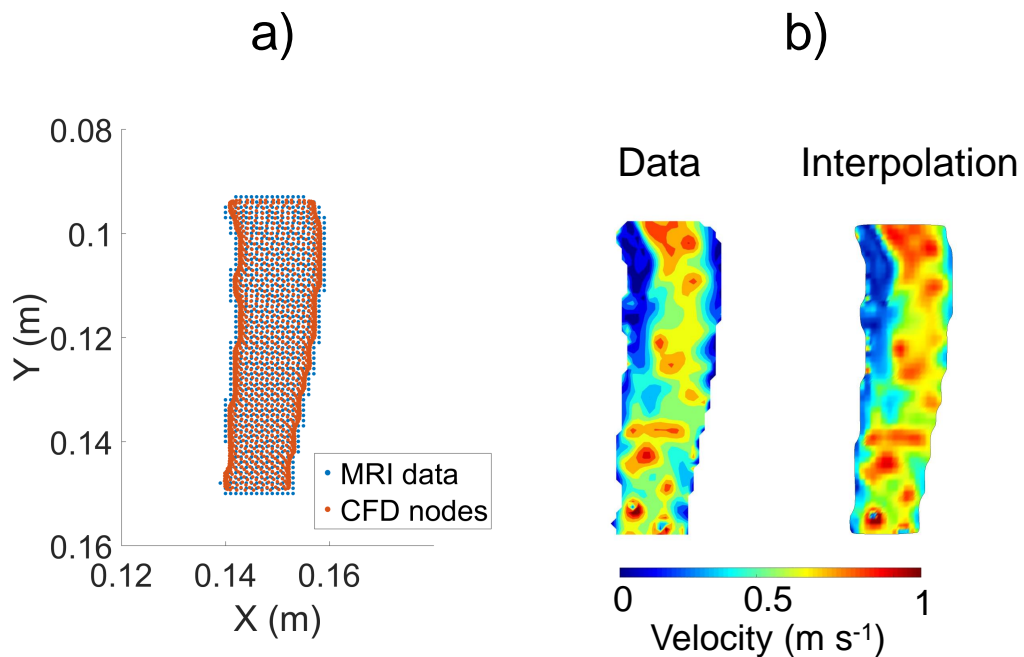 a)
0.08
0.1
0.12
0.14
0.16
Y (m)
0.12
0.14
0.16
X (m)
MRI data
CFD nodes
b)
Data
Interpolation
0
0.5
1
Velocity (m s⁻¹)